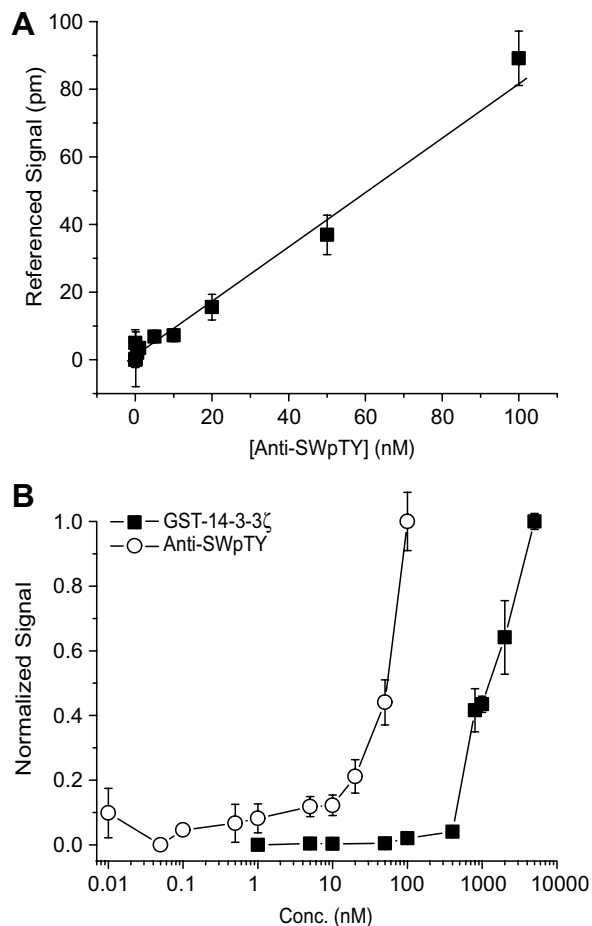 A
100
80
60
40
20
0
Referenced Signal (pm)
0 20 40 60 80 100
[Anti-SWpTY] (nM)
B
GST-14-3-3ζ
Anti-SWpTY
1.0
0.8
0.6
0.4
0.2
0.0
Normalized Signal
0.01 0.1 1 10 100 1000 10000
Conc. (nM)